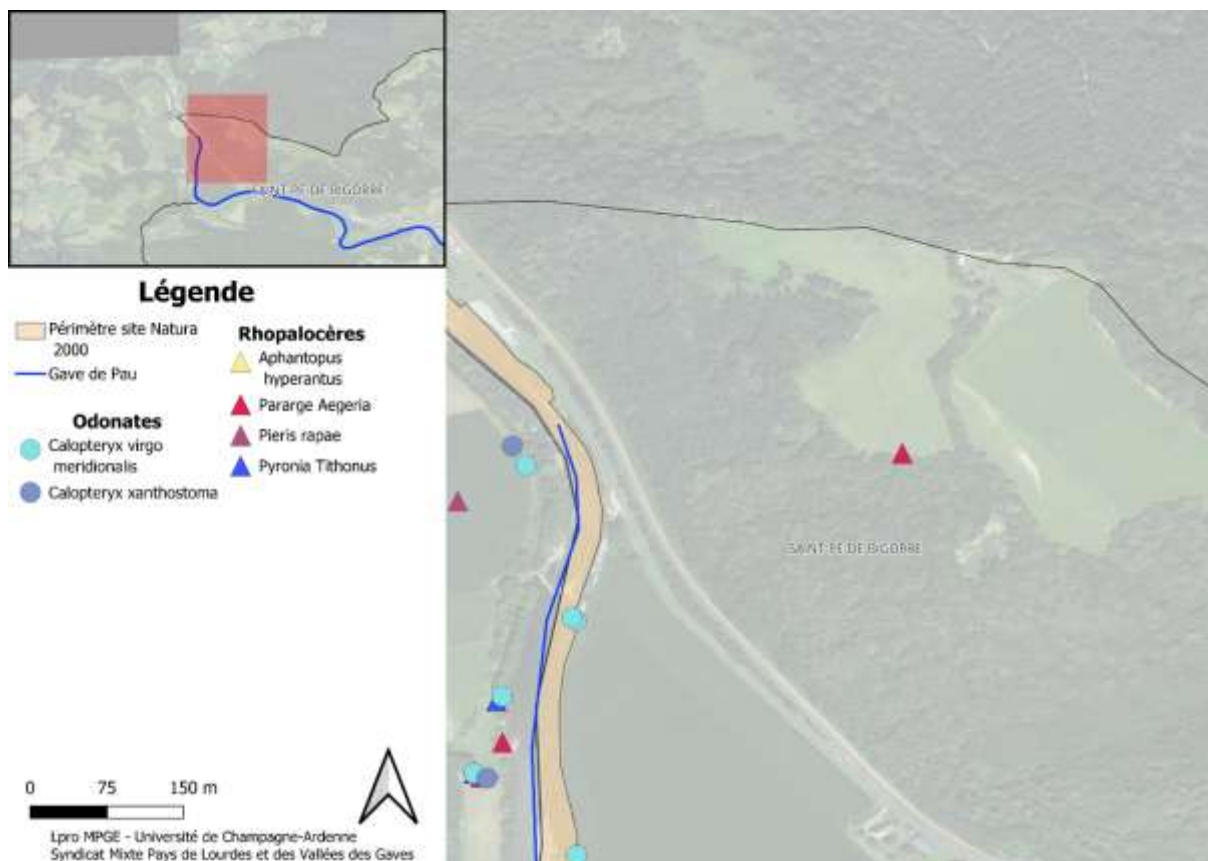 SAINT-PE DE BIGORRE
Légende
Périmètre site Natura
2000
Gave de Pau
Odonates
Calopteryx virgo
meridionalis
Calopteryx xanthostoma
Rhopalocères
Aphantopus
hyperantus
Pararge Aegeria
Pieris rapae
Pyronia Tithonus
SAINT-PE DE BIGORRE
0 75 150 m
Lpro MPGE - Université de Champagne-Ardenne
Syndicat Mixte Pays de Lourdes et des Vallées des Gaves